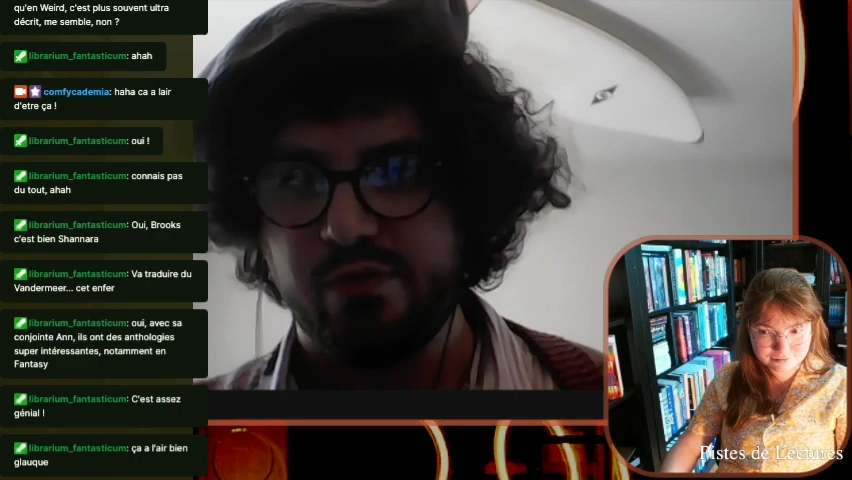 qu'en Weird, c'est plus souvent ultra
décrit, me semble, non ?
librarium_fantasticum: ahah
comfycademia: haha ca a lair
d'etre ça !
librarium_fantasticum: oui !
librarium_fantasticum: connais pas
du tout, ahah
librarium_fantasticum: Oui, Brooks
c'est bien Shannara
librarium_fantasticum: Va traduire du
Vandermeer... cet enfer
librarium_fantasticum: oui, avec sa
conjointe Ann, ils ont des anthologies
super intéressantes, notamment en
Fantasy
librarium_fantasticum: C'est assez
génial !
librarium_fantasticum: ça a l'air bien
glauque
Pistes de Lectures